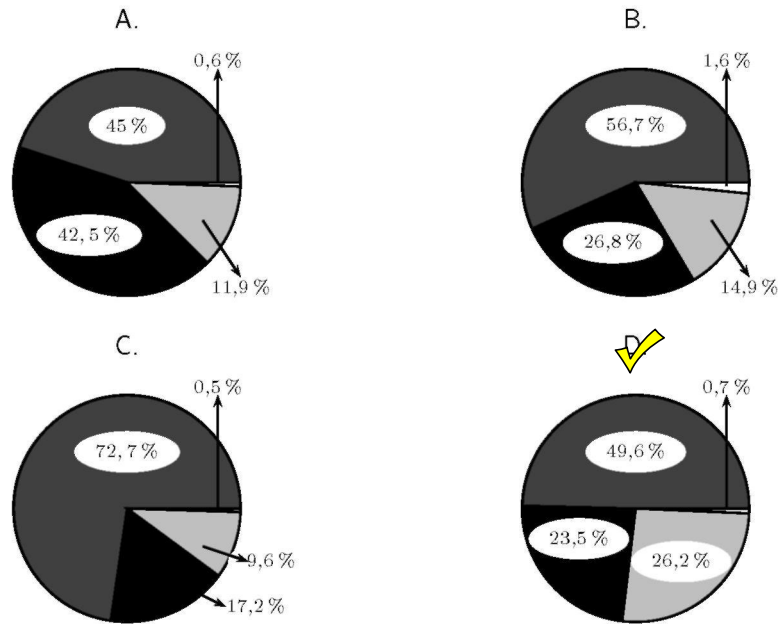 A.
0,6 %
45 %
42, 5 %
11,9 %
B.
1,6 %
56,7 %
26,8 %
14,9 %
C.
0,5 %
72, 7 %
9,6 %
17,2 %
D.
0,7 %
49,6 %
23,5 %
26,2 %